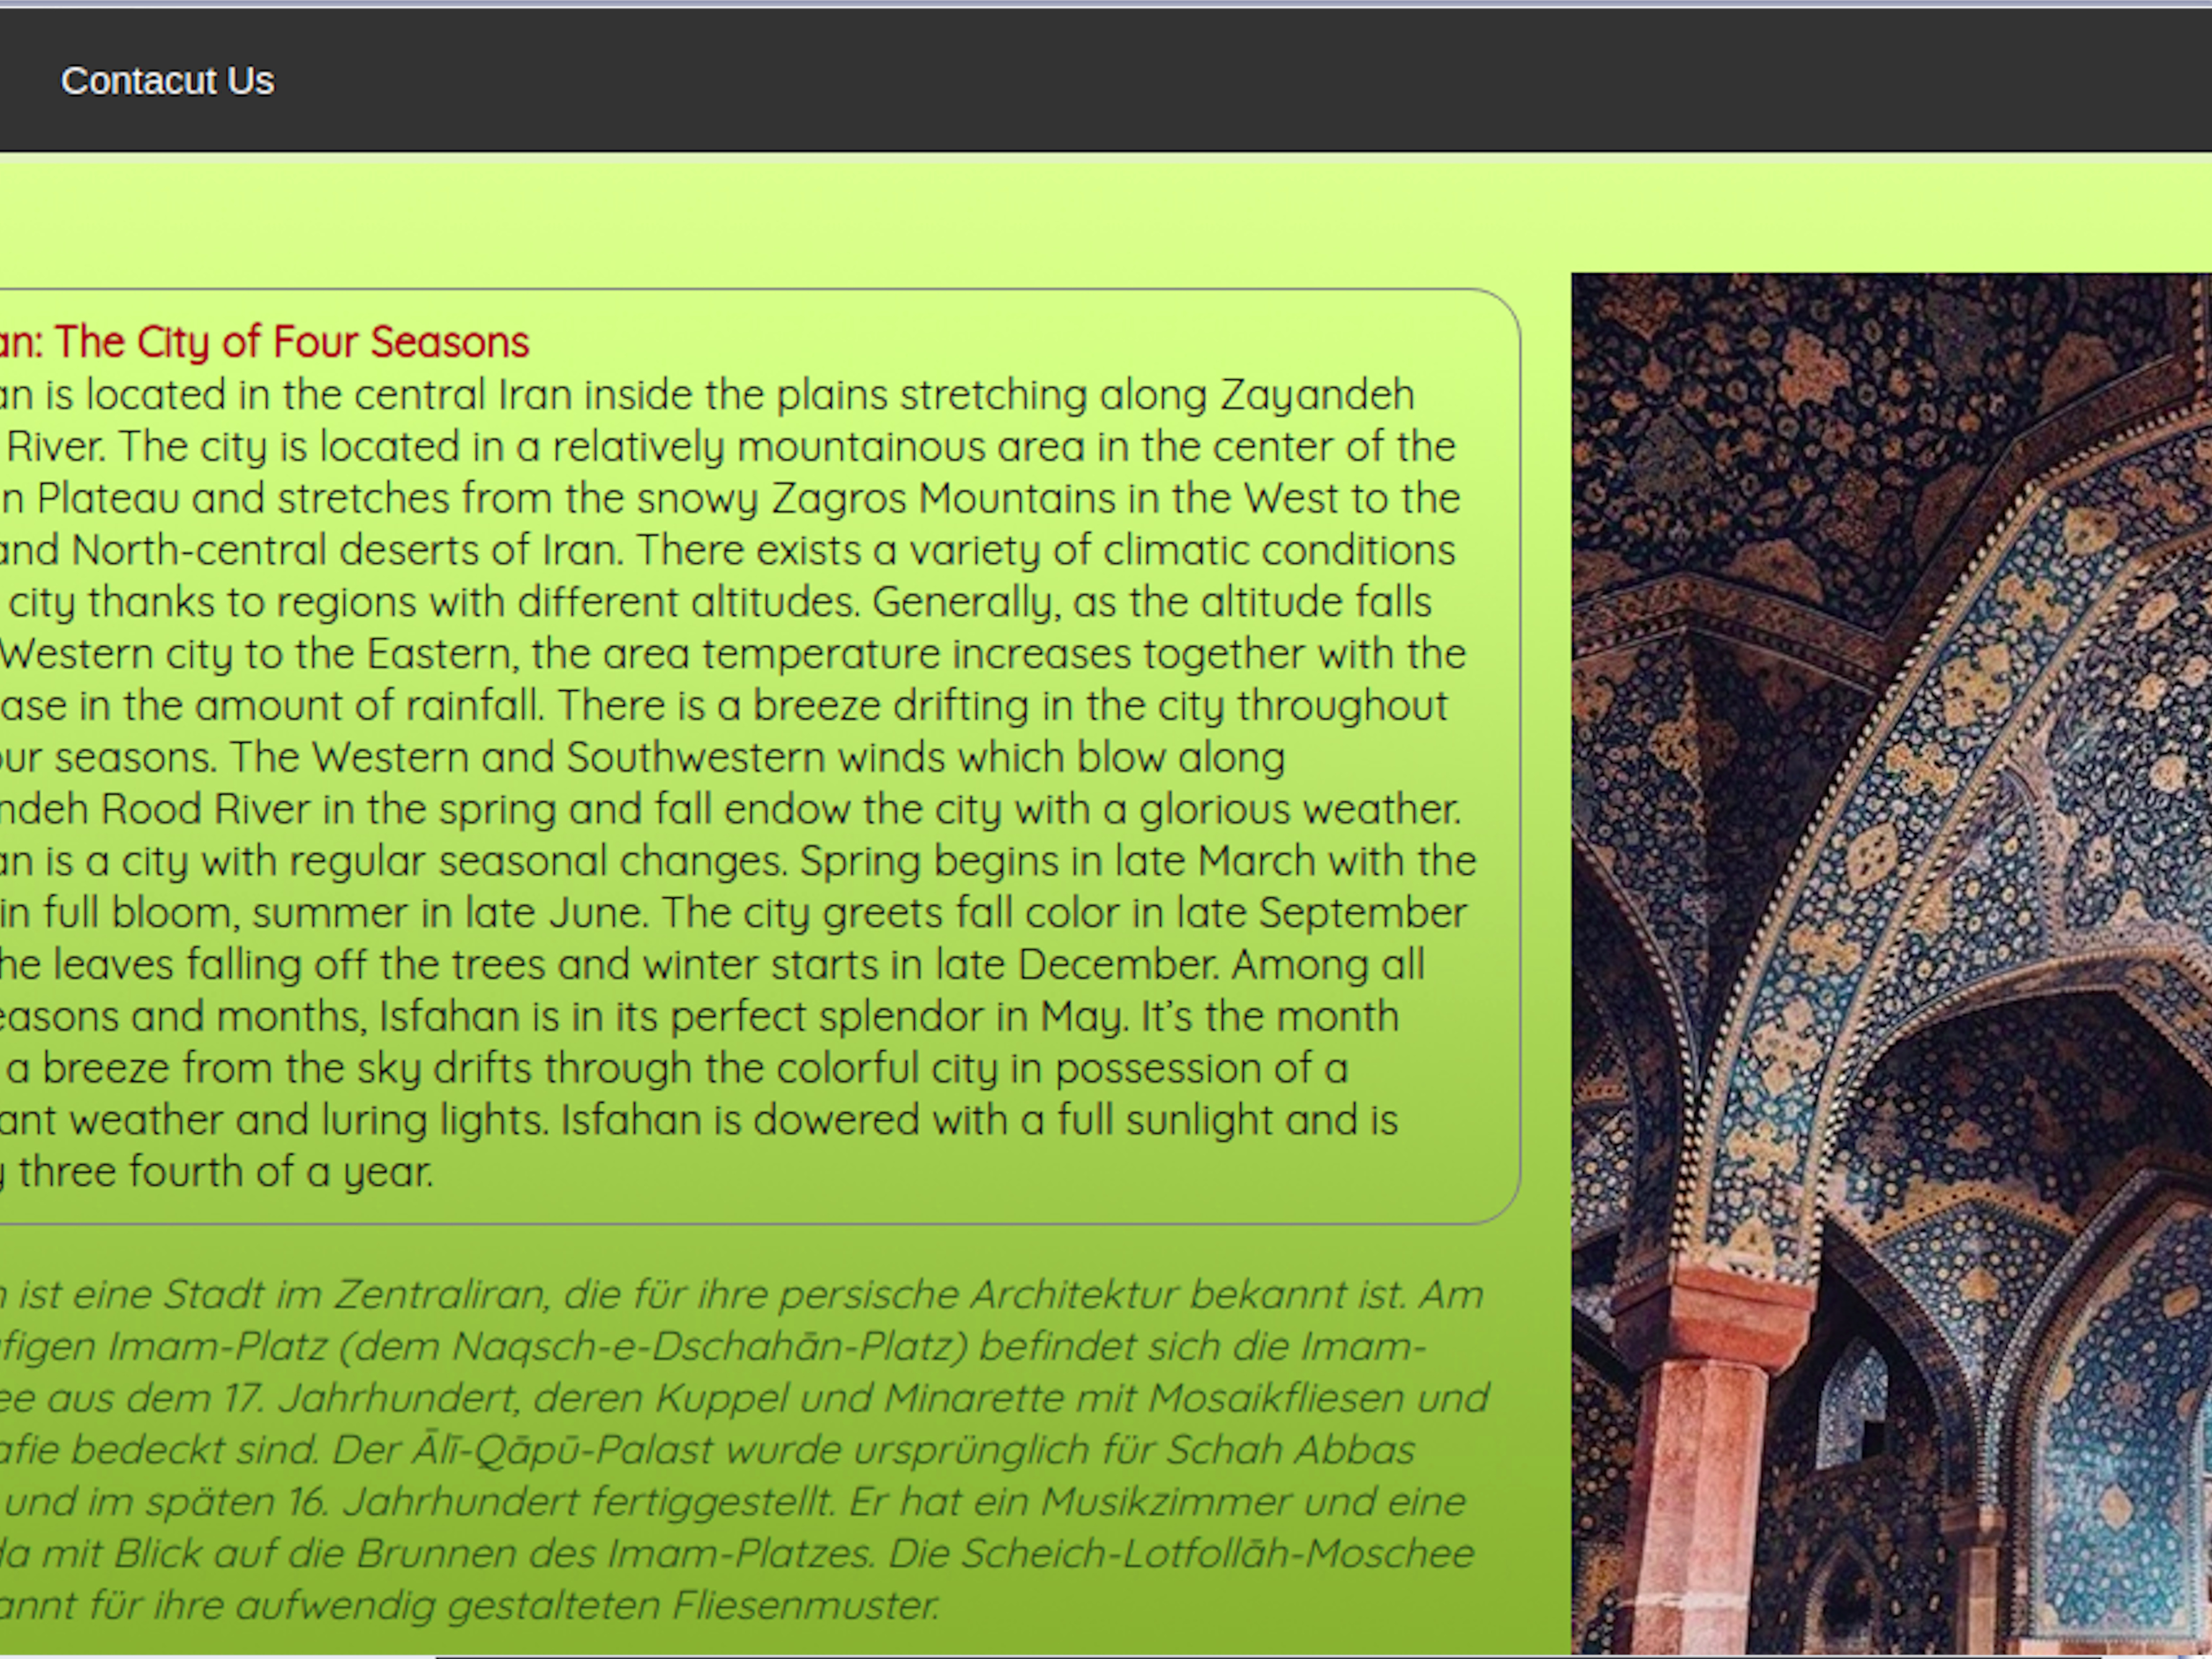 Contacut Us
an: The City of Four Seasons
an is located in the central Iran inside the plains stretching along Zayandeh
River. The city is located in a relatively mountainous area in the center of the
n Plateau and stretches from the snowy Zagros Mountains in the West to the
and North-central deserts of Iran. There exists a variety of climatic conditions
city thanks to regions with different altitudes. Generally, as the altitude falls
Western city to the Eastern, the area temperature increases together with the
ase in the amount of rainfall. There is a breeze drifting in the city throughout
our seasons. The Western and Southwestern winds which blow along
ndeh Rood River in the spring and fall endow the city with a glorious weather.
an is a city with regular seasonal changes. Spring begins in late March with the
in full bloom, summer in late June. The city greets fall color in late September
he leaves falling off the trees and winter starts in late December. Among all
easons and months, Isfahan is in its perfect splendor in May. It’s the month
a breeze from the sky drifts through the colorful city in possession of a
ant weather and luring lights. Isfahan is dowered with a full sunlight and is
y three fourth of a year.
n ist eine Stadt im Zentraliran, die für ihre persische Architektur bekannt ist. Am
ufigen Imam-Platz (dem Naqsch-e-Dschahān-Platz) befindet sich die Imam-
ee aus dem 17. Jahrhundert, deren Kuppel und Minarette mit Mosaikfliesen und
afie bedeckt sind. Der Ālī-Qāpū-Palast wurde ursprünglich für Schah Abbas
und im späten 16. Jahrhundert fertiggestellt. Er hat ein Musikzimmer und eine
da mit Blick auf die Brunnen des Imam-Platzes. Die Scheich-Lotfollāh-Moschee
annt für ihre aufwendig gestalteten Fliesenmuster.